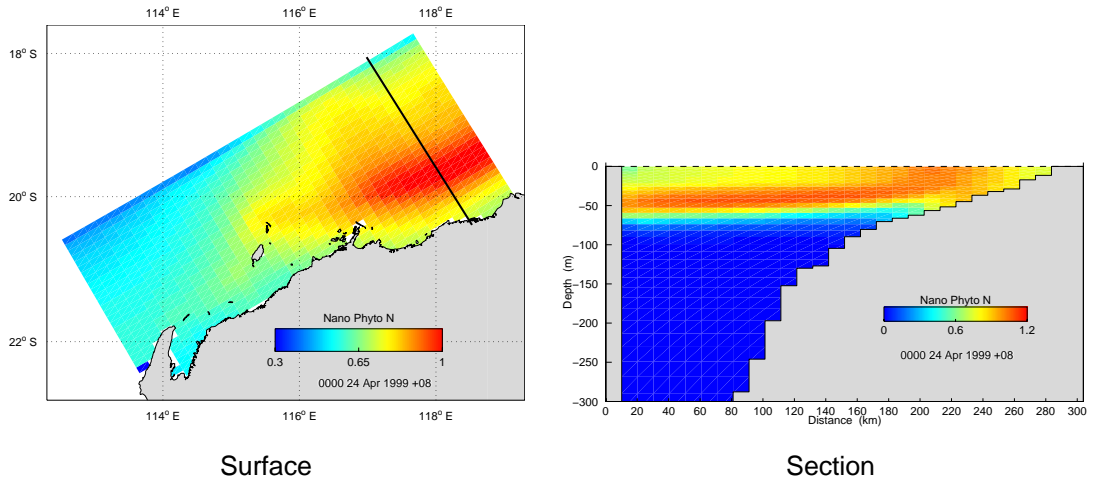 114° E 116° E 118° E
18° S
20° S
22° S
Nano Phyto N
0.3 0.65 1
0000 24 Apr 1999 +08
114° E 116° E 118° E
Surface
0
−50
−100
−150
−200
−250
−300
Depth (m)
Nano Phyto N
0 0.6 1.2
0000 24 Apr 1999 +08
0 20 40 60 80 100 120 140 160 180 200 220 240 260 280 300
Distance (km)
Section